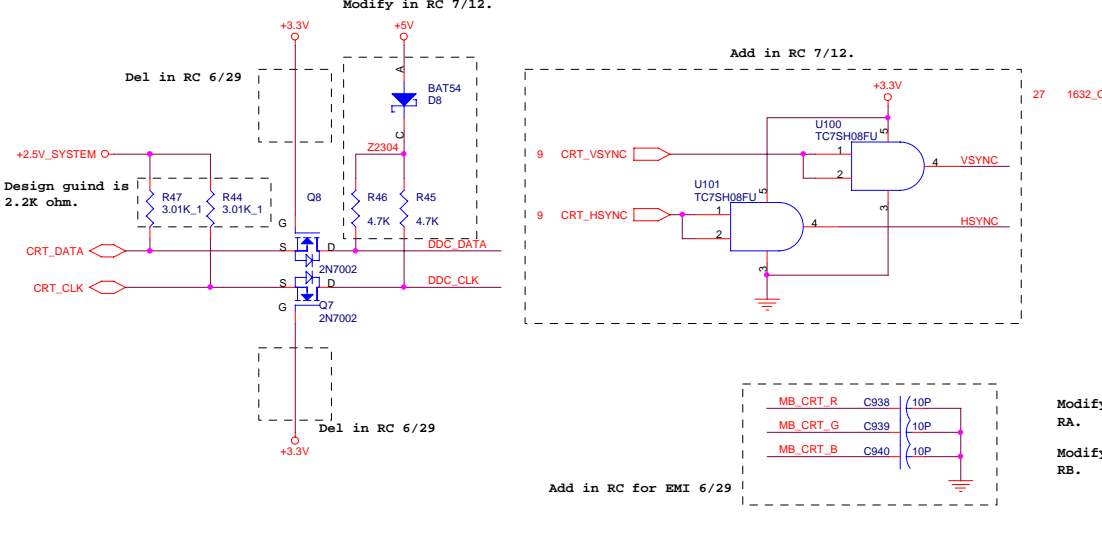 Modify in RC 7/12.
+3.3V
+5V
Add in RC 7/12.
Del in RC 6/29
A
BAT54
D8
+3.3V
27
1632_C
U100
TC7SH08FU
5
C
Z2304
+2.5V_SYSTEM
9
CRT_VSYNC
1
2
4
VSYNC
3
Design guind is
2.2K ohm.
R47
3.01K_1
R44
3.01K_1
Q8
R46
4.7K
R45
4.7K
U101
TC7SH08FU
5
9
CRT_HSYNC
1
2
4
HSYNC
3
G
CRT_DATA
S
D
DDC_DATA
2N7002
CRT_CLK
S
D
DDC_CLK
G
Q7
2N7002
Del in RC 6/29
+3.3V
MB_CRT_R
C938
10P
MB_CRT_G
C939
10P
MB_CRT_B
C940
10P
Modify
RA.
Modify
RB.
Add in RC for EMI 6/29